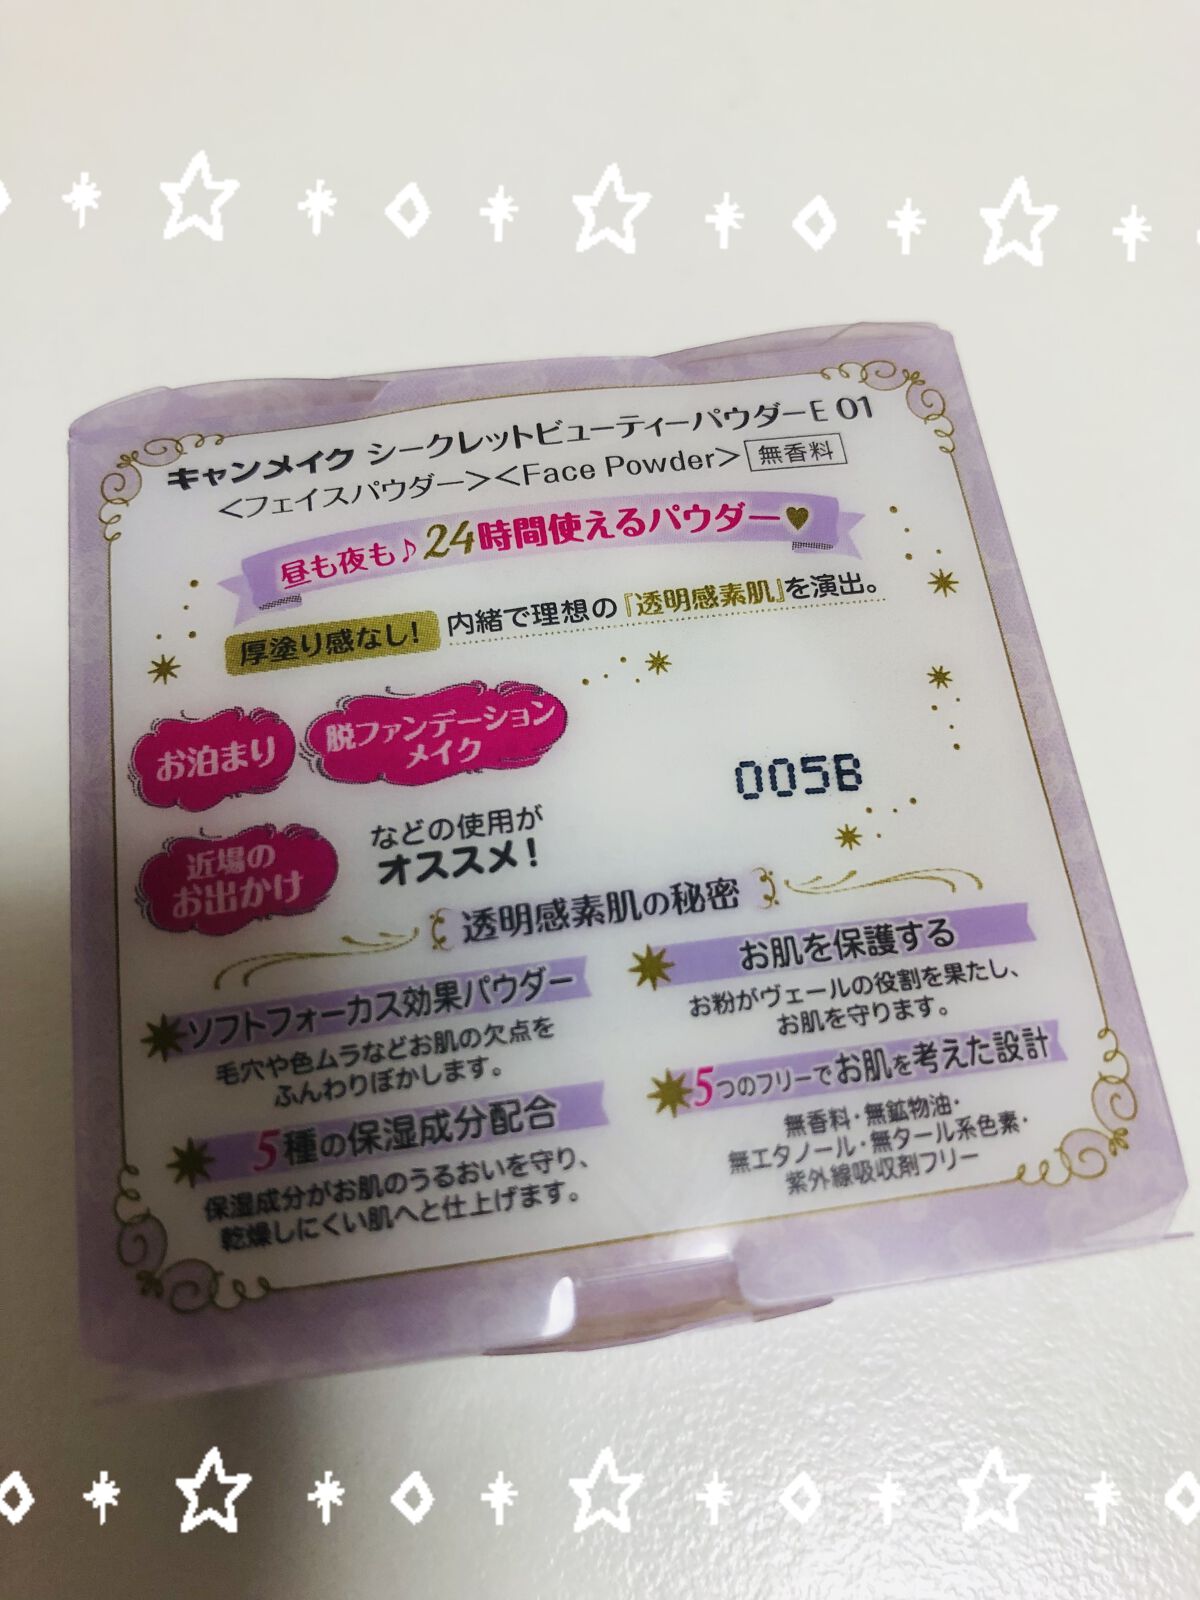 キャンメイク シークレットビューティーパウダーE 01
<フェイスパウダー><Face Powder> 無香料
昼も夜も♪24時間使えるパウダー♥
厚塗り感なし! 内緒で理想の『透明感素肌』を演出。
お泊まり
脱ファンデーション
メイク
近場の
お出かけ
などの使用が
オススメ!
005B
透明感素肌の秘密
ソフトフォーカス効果パウダー
毛穴や色ムラなどお肌の欠点を
ふんわりぼかします。
お肌を保護する
お粉がヴェールの役割を果たし、
お肌を守ります。
5種の保湿成分配合
保湿成分がお肌のうるおいを守り、
乾燥しにくい肌へと仕上げます。
5つのフリーでお肌を考えた設計
無香料・無鉱物油・
無エタノール・無タール系色素・
紫外線吸収剤フリー